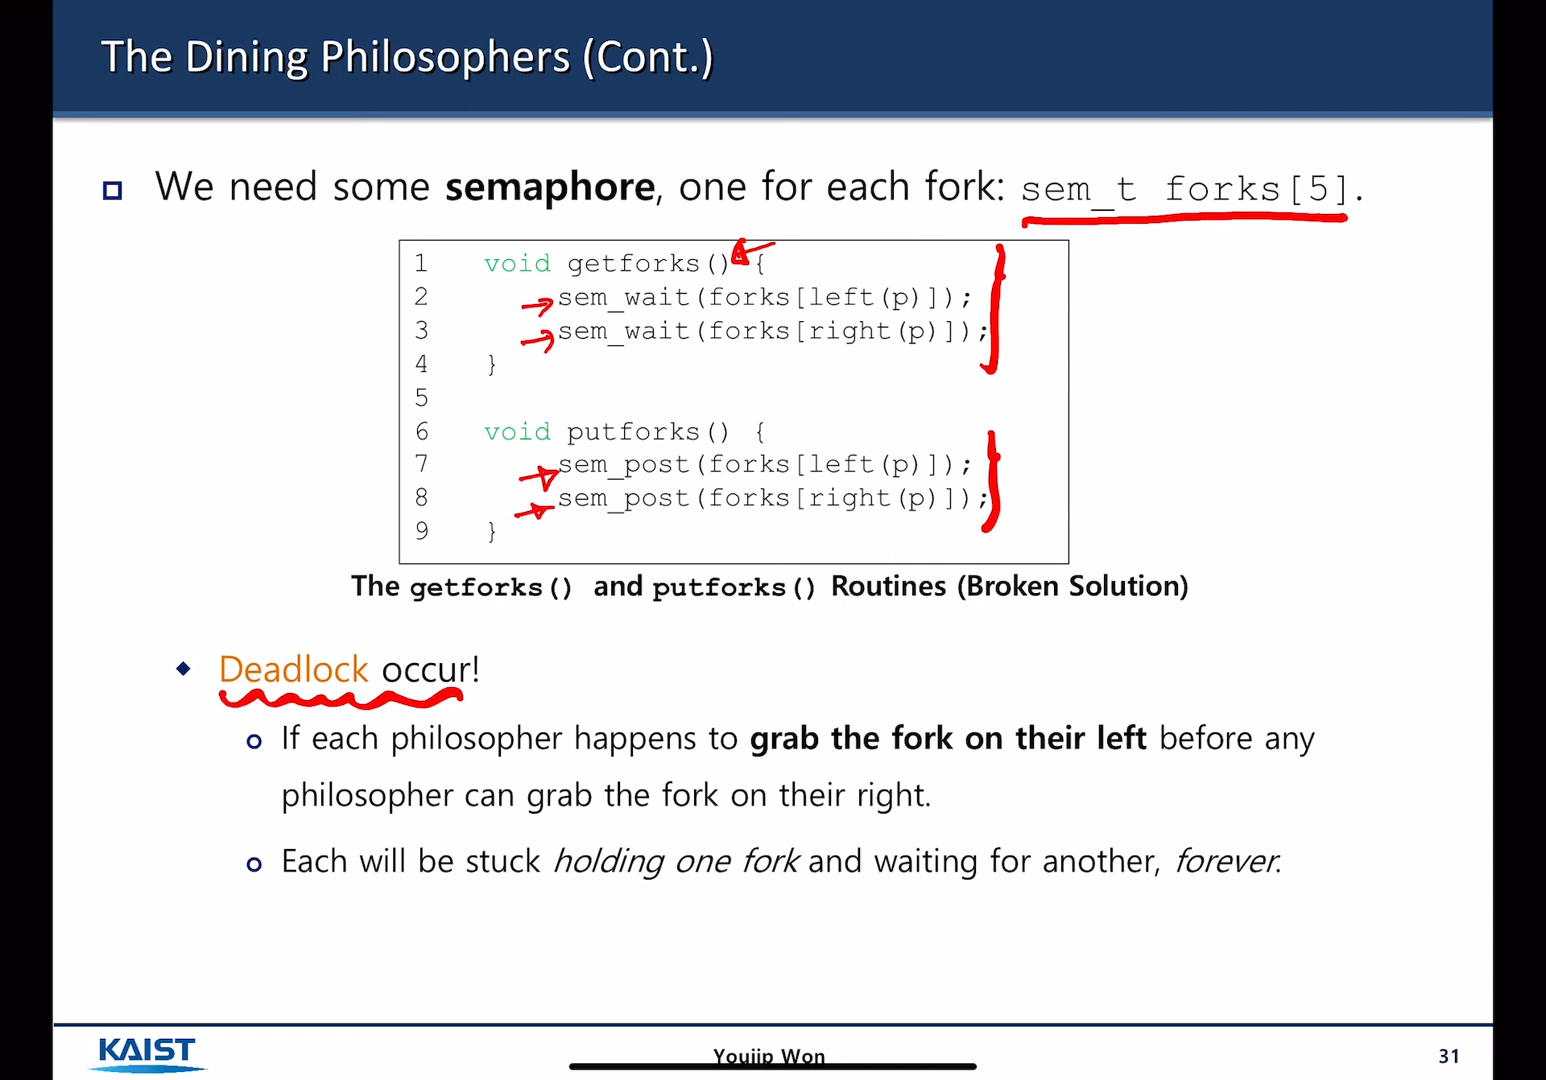 The Dining Philosophers (Cont.)
We need some semaphore, one for each fork: sem_t forks[5].
1 void getforks() {
2 sem_wait(forks[left(p)]);
3 sem_wait(forks[right(p)]);
4 }
5
6 void putforks() {
7 sem_post(forks[left(p)]);
8 sem_post(forks[right(p)]);
9 }
The getforks() and putforks() Routines (Broken Solution)
Deadlock occur!
If each philosopher happens to grab the fork on their left before any
philosopher can grab the fork on their right.
Each will be stuck holding one fork and waiting for another, forever.
KAIST
Youjip Won
31